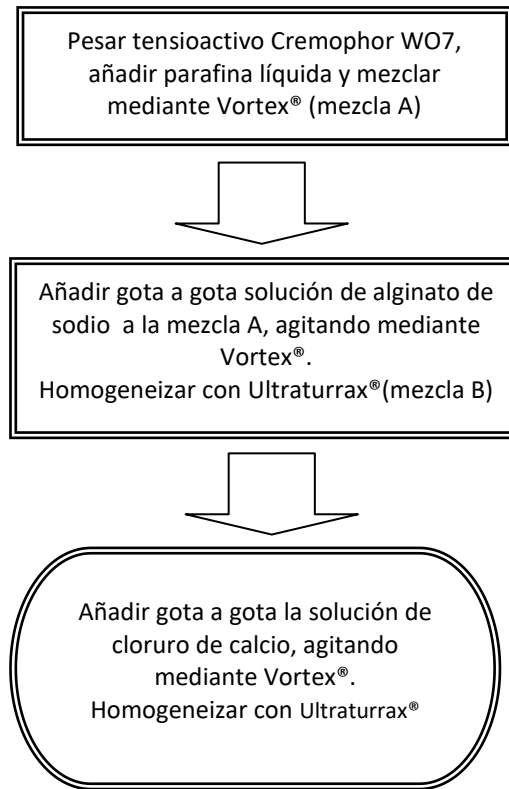 Pesar tensioactivo Cremophor WO7,
añadir parafina líquida y mezclar
mediante Vortex® (mezcla A)
Añadir gota a gota solución de alginato de
sodio a la mezcla A, agitando mediante
Vortex®.
Homogeneizar con Ultraturrax®(mezcla B)
Añadir gota a gota la solución de
cloruro de calcio, agitando
mediante Vortex®.
Homogeneizar con Ultraturrax®